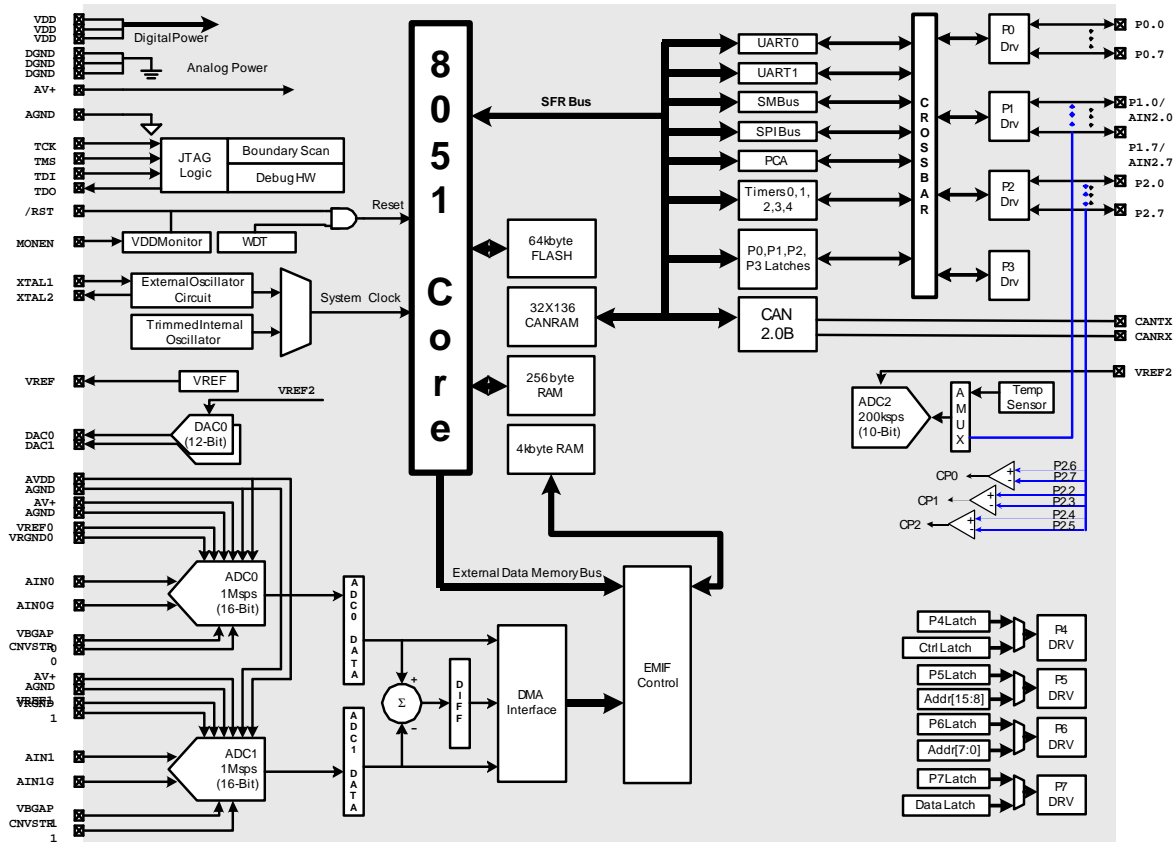 VDD
VDD
VDD
Digital Power
DGND
DGND
DGND
Analog Power
AV+
AGND
TCK
TMS
TDI
TDO
JTAG
Logic
Boundary Scan
Debug HW
/RST
Reset
MONEN
VDD Monitor
WDT
XTAL1
XTAL2
External Oscillator
Circuit
System Clock
Trimmed Internal
Oscillator
VREF
VREF
VREF2
DAC0
DAC1
DAC0
(12-Bit)
AVDD
AGND
AV+
AGND
VREF0
VRGND0
AIN0
AIN0G
VBGAP
0
CNVSTR
0
ADC0
1Msps
(16-Bit)
AV+
AGND
VREF1
VRGND
1
AIN1
AIN1G
VBGAP
1
CNVSTR
1
ADC1
1Msps
(16-Bit)
ADC0 DATA
ADC1 DATA
+
Σ
−
DIFF
DMA
Interface
EMIF
Control
External Data Memory Bus
8051 Core
SFR Bus
64kbyte
FLASH
32X136
CANRAM
256 byte
RAM
4kbyte RAM
UART0
UART1
SMBus
SPI Bus
PCA
Timers 0, 1,
2,3,4
P0,P1,P2,
P3 Latches
CAN
2.0B
CROSSBAR
P0
Drv
P1
Drv
P2
Drv
P3
Drv
P0.0
P0.7
P1.0/
AIN2.0
P1.7/
AIN2.7
P2.0
P2.7
CANTX
CANRX
VREF2
ADC2
200ksps
(10-Bit)
AMUX
Temp
Sensor
CP0
+
-
P2.6
P2.7
CP1
+
-
P2.2
P2.3
CP2
+
-
P2.4
P2.5
P4 Latch
Ctrl Latch
P4
DRV
P5 Latch
Addr[15:8]
P5
DRV
P6 Latch
Addr[7:0]
P6
DRV
P7 Latch
Data Latch
P7
DRV